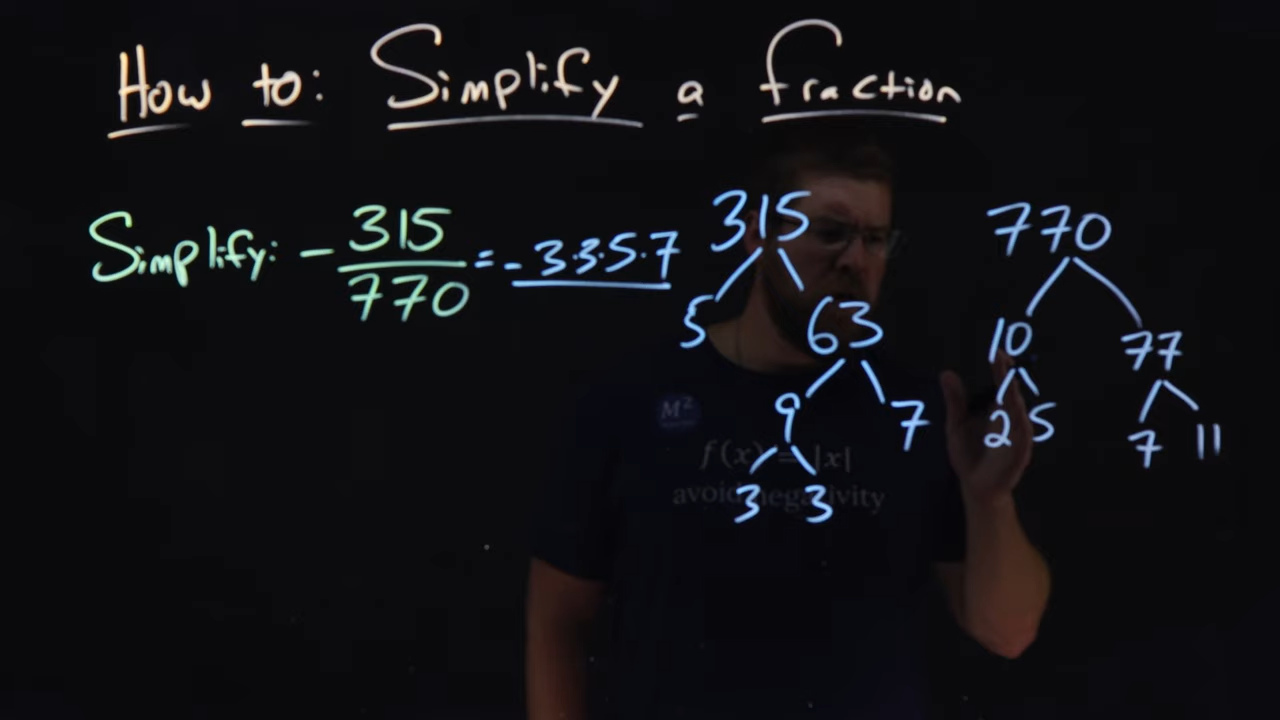 How to: Simplify a fraction
Simplify: - 315/770 = - 3·3·5·7
315
5 63
9 7
3 3
770
10 77
2 5 7 11
M²
f(x) = |x|
avoid negativity